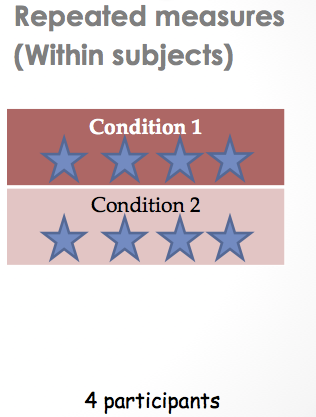 Repeated measures
(Within subjects)
Condition 1
Condition 2
4 participants